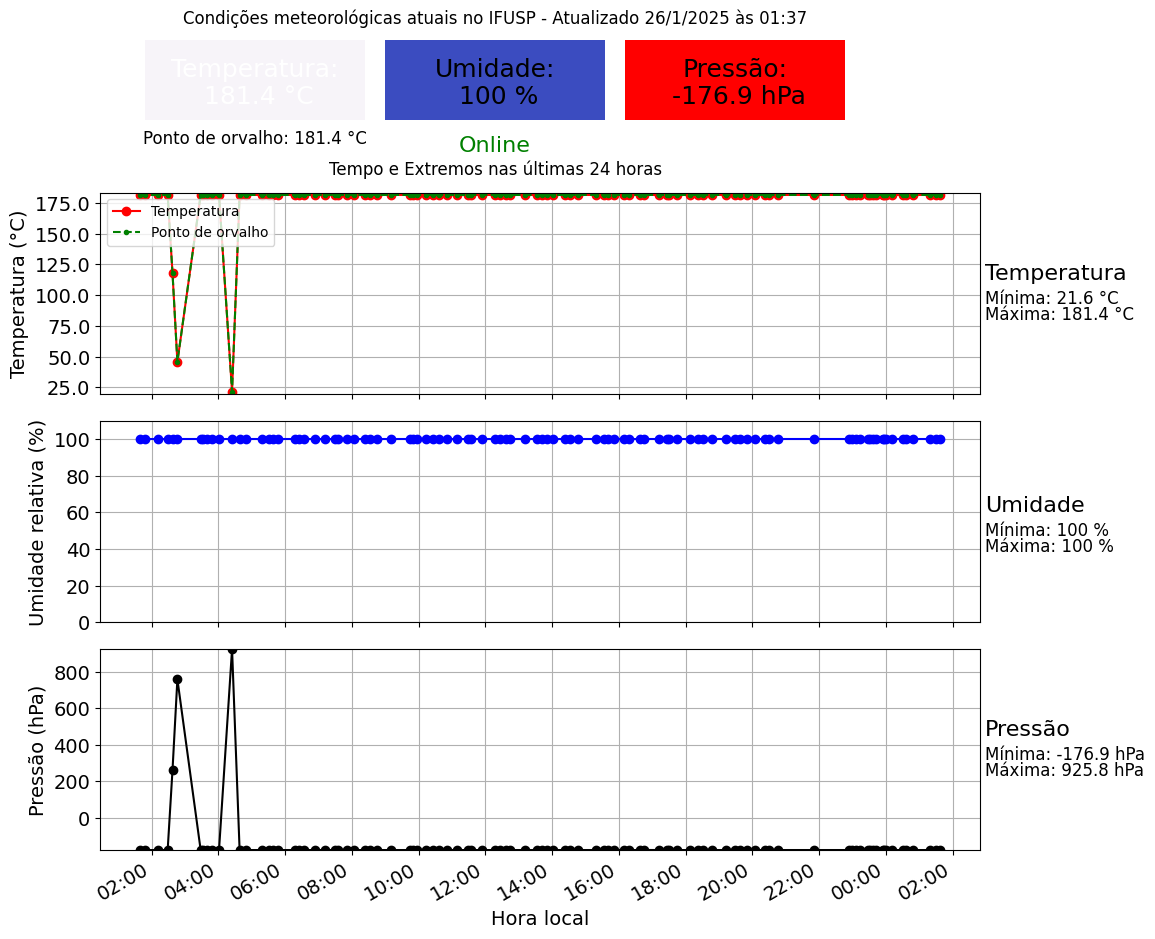 Condições meteorológicas atuais no IFUSP - Atualizado 26/1/2025 às 01:37
Temperatura:
181.4 °C
Umidade:
100 %
Pressão:
-176.9 hPa
Ponto de orvalho: 181.4 °C
Online
Tempo e Extremos nas últimas 24 horas
Temperatura (°C)
175.0
150.0
125.0
100.0
75.0
50.0
25.0
Temperatura
Ponto de orvalho
Temperatura
Mínima: 21.6 °C
Máxima: 181.4 °C
Umidade relativa (%)
100
80
60
40
20
0
Umidade
Mínima: 100 %
Máxima: 100 %
Pressão (hPa)
800
600
400
200
0
Pressão
Mínima: -176.9 hPa
Máxima: 925.8 hPa
02:00
04:00
06:00
08:00
10:00
12:00
14:00
16:00
18:00
20:00
22:00
00:00
02:00
Hora local